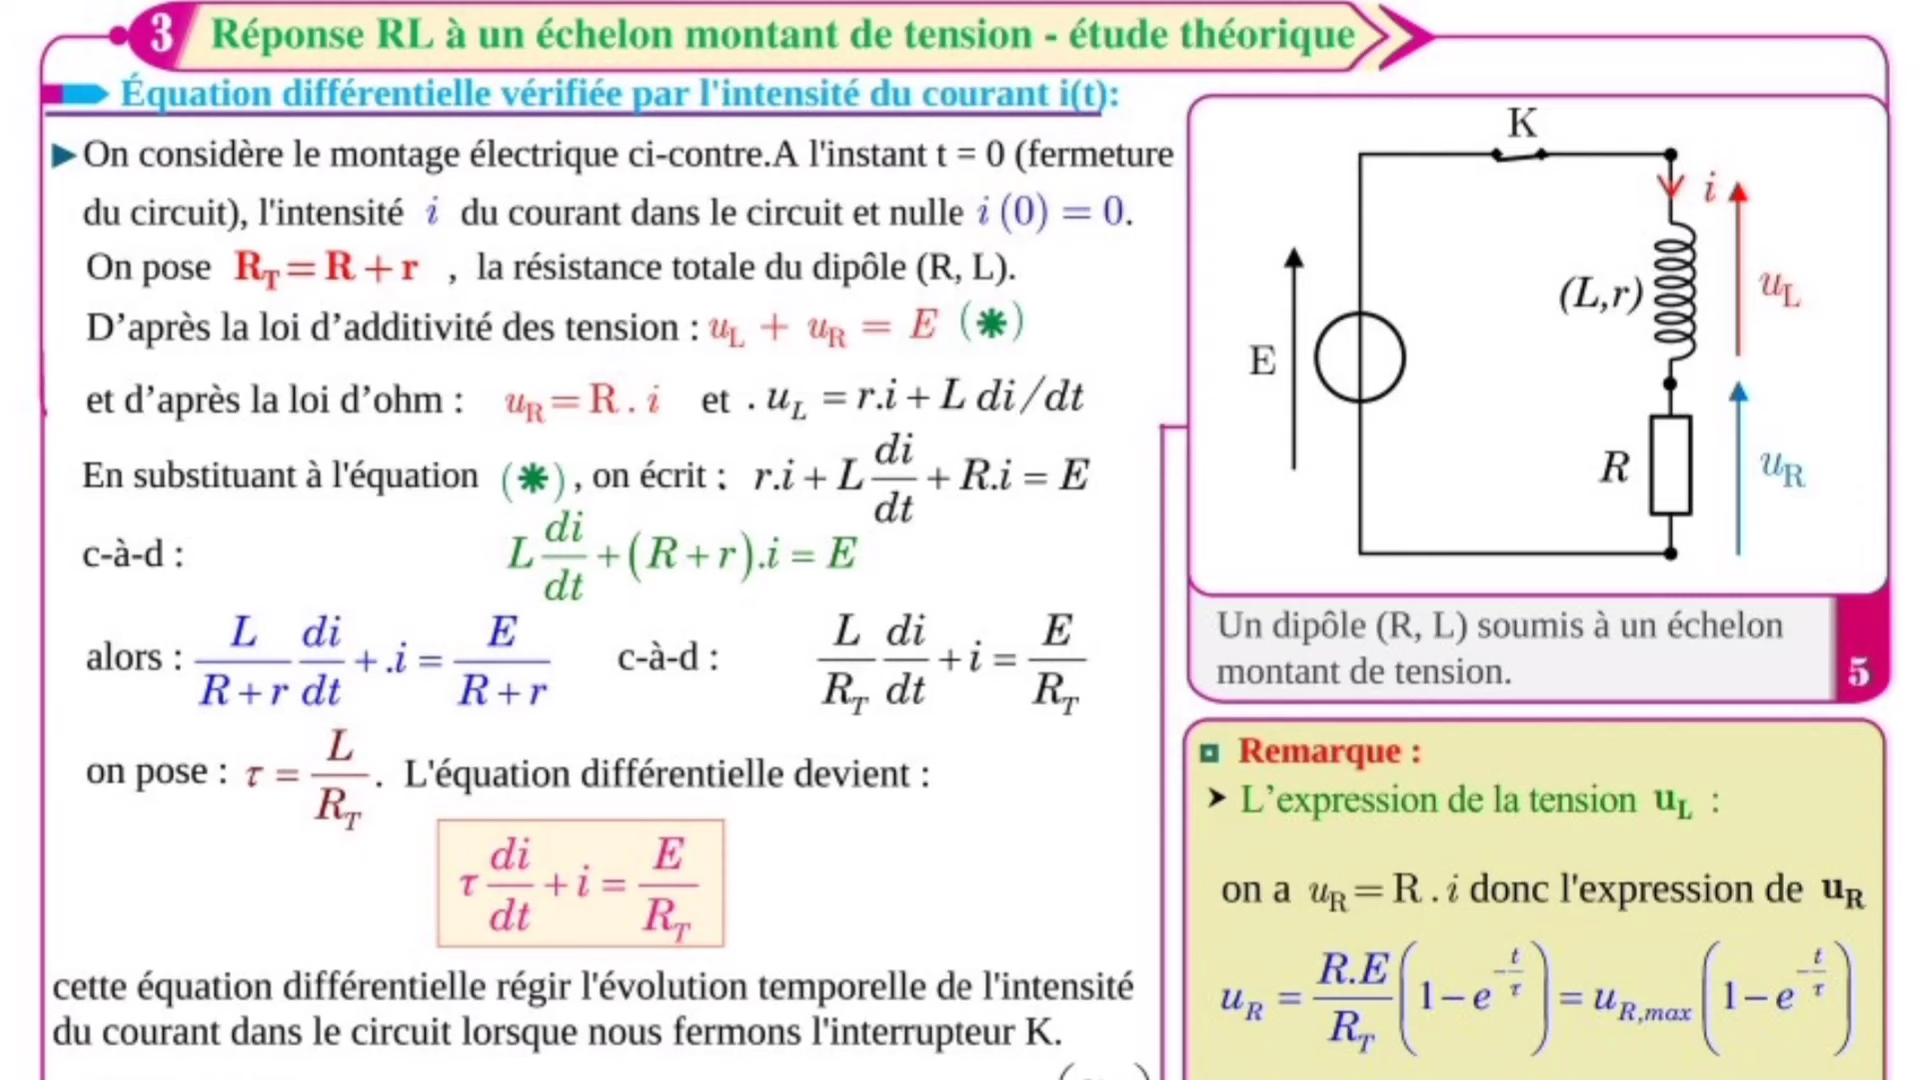 3 Réponse RL à un échelon montant de tension - étude théorique
Équation différentielle vérifiée par l'intensité du courant i(t):
On considère le montage électrique ci-contre.A l'instant t = 0 (fermeture
du circuit), l'intensité i du courant dans le circuit et nulle i (0) = 0.
On pose R_T = R + r , la résistance totale du dipôle (R, L).
D’après la loi d’additivité des tension : u_L + u_R = E (✱)
et d’après la loi d’ohm : u_R = R . i et . u_L = r.i + L di/dt
En substituant à l'équation (✱), on écrit : r.i + L di/dt + R.i = E
c-à-d : L di/dt + (R + r).i = E
alors : L/(R + r) di/dt + .i = E/(R + r) c-à-d : L/R_T di/dt + i = E/R_T
on pose : τ = L/R_T . L'équation différentielle devient :
τ di/dt + i = E/R_T
cette équation différentielle régir l'évolution temporelle de l'intensité
du courant dans le circuit lorsque nous fermons l'interrupteur K.
K
i
(L,r)
u_L
E
R
u_R
Un dipôle (R, L) soumis à un échelon
montant de tension.
5
Remarque :
L’expression de la tension u_L :
on a u_R = R . i donc l'expression de u_R
u_R = R.E/R_T (1 − e^(−t/τ)) = u_R,max (1 − e^(−t/τ))